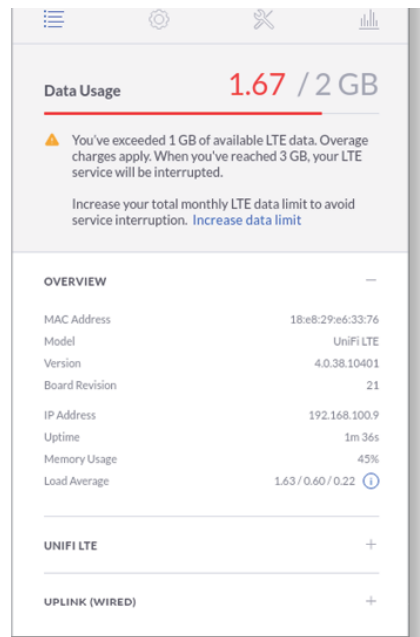 Data Usage 1.67 / 2 GB
You've exceeded 1 GB of available LTE data. Overage
charges apply. When you've reached 3 GB, your LTE
service will be interrupted.
Increase your total monthly LTE data limit to avoid
service interruption. Increase data limit
OVERVIEW
MAC Address 18:e8:29:e6:33:76
Model UniFi LTE
Version 4.0.38.10401
Board Revision 21
IP Address 192.168.100.9
Uptime 1m 36s
Memory Usage 45%
Load Average 1.63 / 0.60 / 0.22
UNIFI LTE
UPLINK (WIRED)